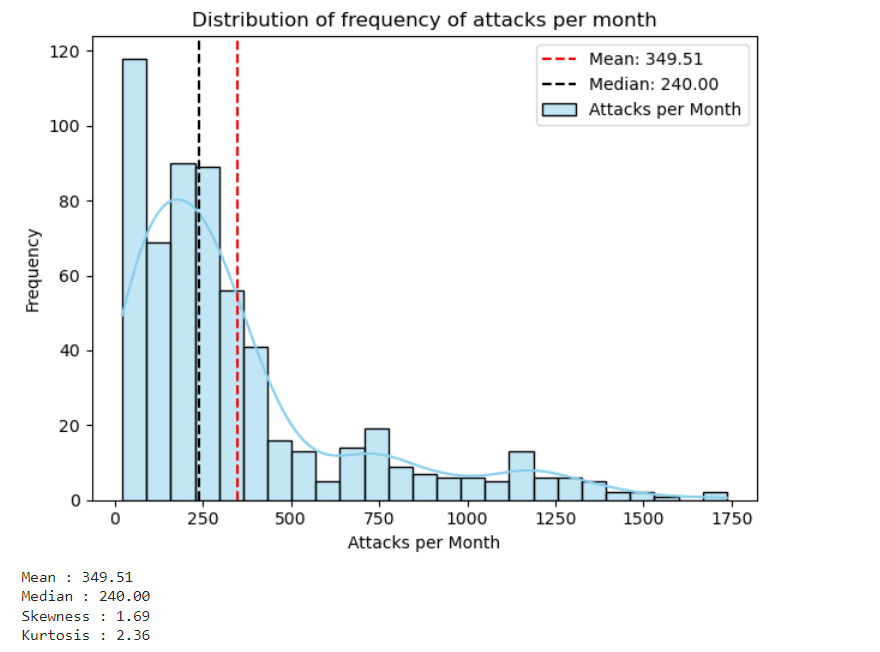 Distribution of frequency of attacks per month
Mean: 349.51
Median: 240.00
Attacks per Month
120
100
80
60
40
20
0
Frequency
0 250 500 750 1000 1250 1500 1750
Attacks per Month
Mean : 349.51
Median : 240.00
Skewness : 1.69
Kurtosis : 2.36